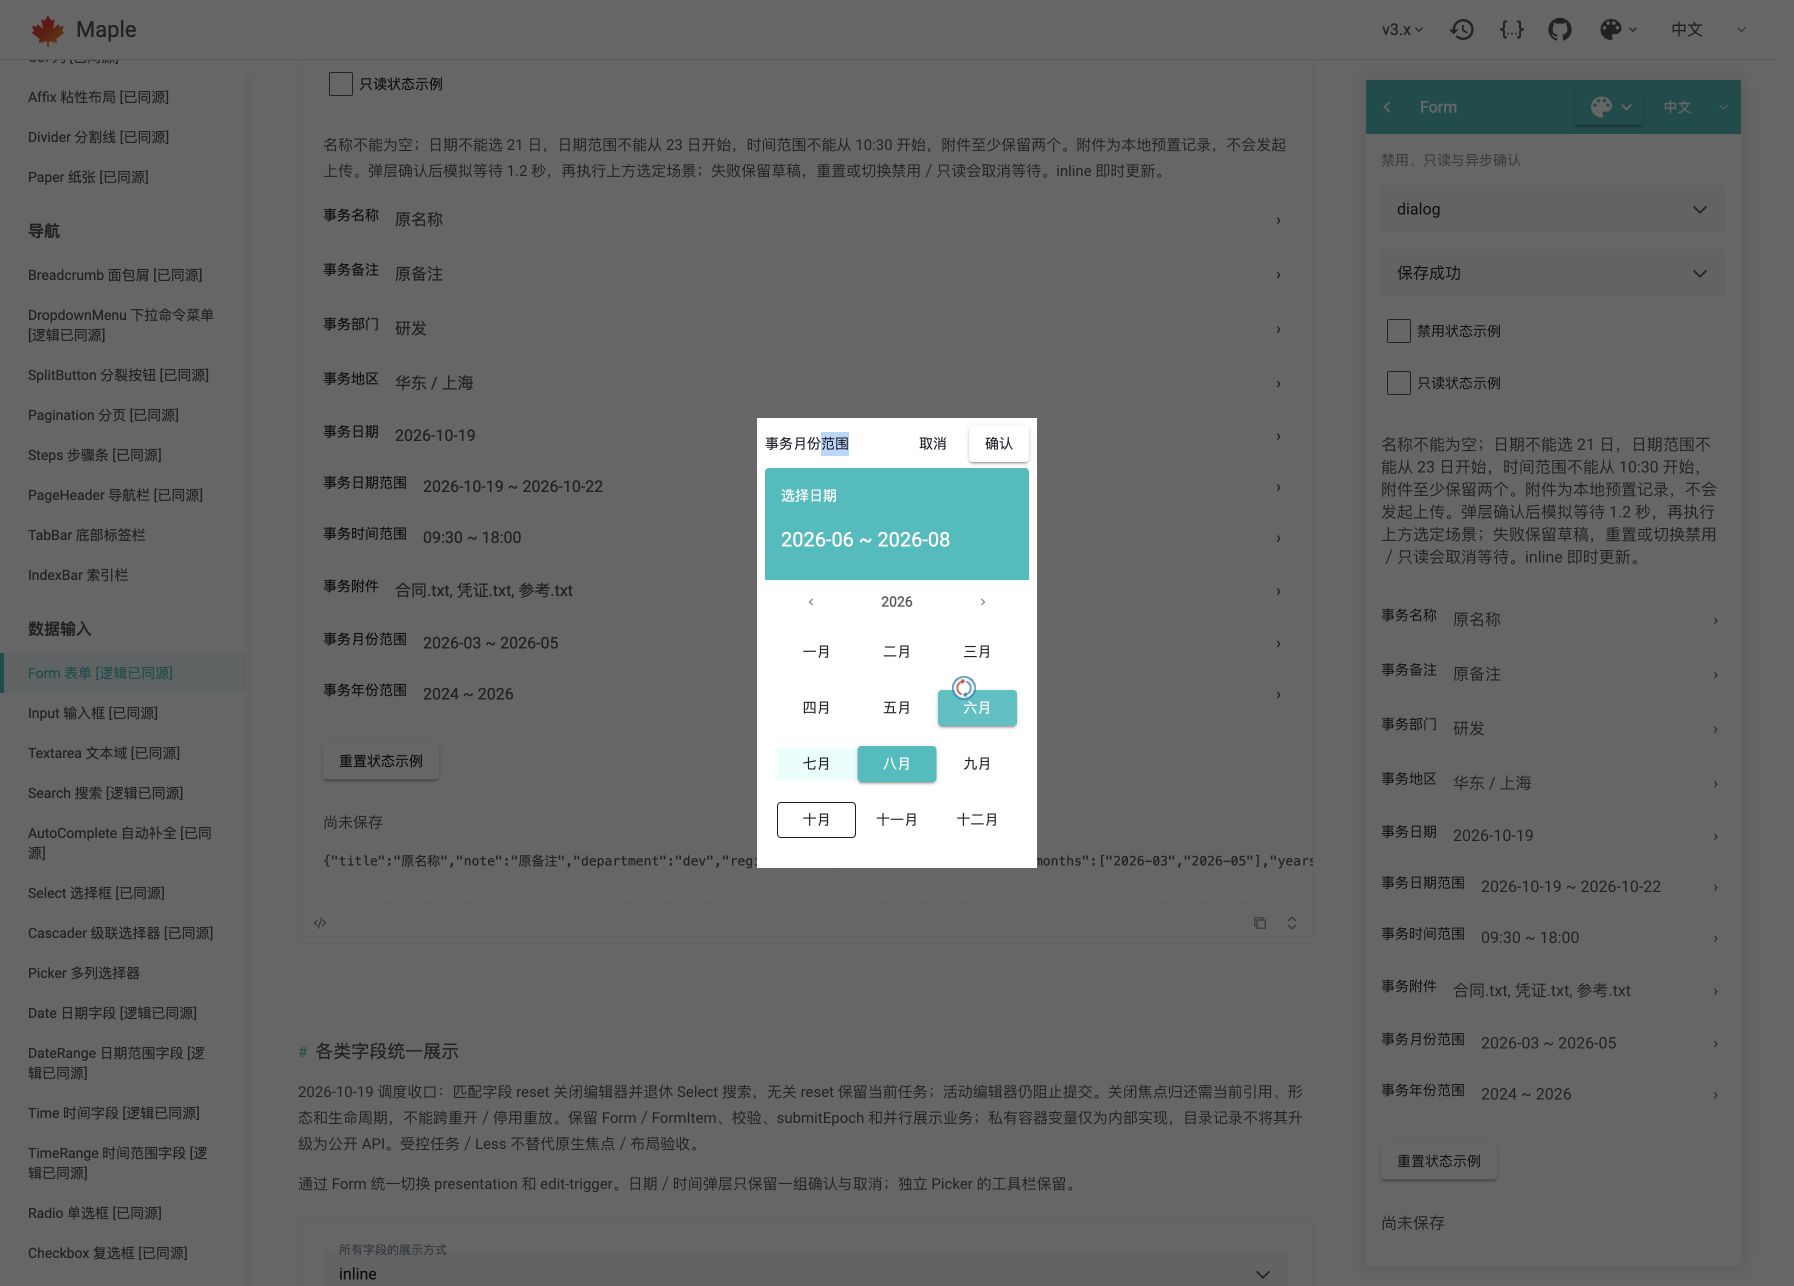 Maple
v3.x
中文
Affix 粘性布局 [已同源]
Divider 分割线 [已同源]
Paper 纸张 [已同源]
导航
Breadcrumb 面包屑 [已同源]
DropdownMenu 下拉命令菜单
[逻辑已同源]
SplitButton 分裂按钮 [已同源]
Pagination 分页 [已同源]
Steps 步骤条 [已同源]
PageHeader 导航栏 [已同源]
TabBar 底部标签栏
IndexBar 索引栏
数据输入
Form 表单 [逻辑已同源]
Input 输入框 [已同源]
Textarea 文本域 [已同源]
Search 搜索 [逻辑已同源]
AutoComplete 自动补全 [已同
源]
Select 选择框 [已同源]
Cascader 级联选择器 [已同源]
Picker 多列选择器
Date 日期字段 [逻辑已同源]
DateRange 日期范围字段 [逻
辑已同源]
Time 时间字段 [逻辑已同源]
TimeRange 时间范围字段 [逻
辑已同源]
Radio 单选框 [已同源]
Checkbox 复选框 [已同源]
只读状态示例
名称不能为空；日期不能选 21 日，日期范围不能从 23 日开始，时间范围不能从 10:30 开始，附件至少保留两个。附件为本地预置记录，不会发起
上传。弹层确认后模拟等待 1.2 秒，再执行上方选定场景；失败保留草稿，重置或切换禁用 / 只读会取消等待。inline 即时更新。
事务名称 原名称
事务备注 原备注
事务部门 研发
事务地区 华东 / 上海
事务日期 2026-10-19
事务日期范围 2026-10-19 ~ 2026-10-22
事务时间范围 09:30 ~ 18:00
事务附件 合同.txt, 凭证.txt, 参考.txt
事务月份范围 2026-03 ~ 2026-05
事务年份范围 2024 ~ 2026
重置状态示例
尚未保存
{"title":"原名称","note":"原备注","department":"dev","regi
months":["2026-03","2026-05"],"years
事务月份范围 取消 确认
选择日期
2026-06 ~ 2026-08
2026
一月 二月 三月
四月 五月 六月
七月 八月 九月
十月 十一月 十二月
# 各类字段统一展示
2026-10-19 调度收口：匹配字段 reset 关闭编辑器并退休 Select 搜索，无关 reset 保留当前任务；活动编辑器仍阻止提交。关闭焦点归还需当前引用、形
态和生命周期，不能跨重开 / 停用重放。保留 Form / FormItem、校验、submitEpoch 和并行展示业务；私有容器变量仅为内部实现，目录记录不将其升
级为公开 API。受控任务 / Less 不替代原生焦点 / 布局验收。
通过 Form 统一切换 presentation 和 edit-trigger。日期 / 时间弹层只保留一组确认与取消；独立 Picker 的工具栏保留。
所有字段的展示方式
inline
Form
中文
禁用、只读与异步确认
dialog
保存成功
禁用状态示例
只读状态示例
名称不能为空；日期不能选 21 日，日期范围不
能从 23 日开始，时间范围不能从 10:30 开始，
附件至少保留两个。附件为本地预置记录，不会
发起上传。弹层确认后模拟等待 1.2 秒，再执行
上方选定场景；失败保留草稿，重置或切换禁用
/ 只读会取消等待。inline 即时更新。
事务名称 原名称
事务备注 原备注
事务部门 研发
事务地区 华东 / 上海
事务日期 2026-10-19
事务日期范围 2026-10-19 ~ 2026-10-22
事务时间范围 09:30 ~ 18:00
事务附件 合同.txt, 凭证.txt, 参考.txt
事务月份范围 2026-03 ~ 2026-05
事务年份范围 2024 ~ 2026
重置状态示例
尚未保存